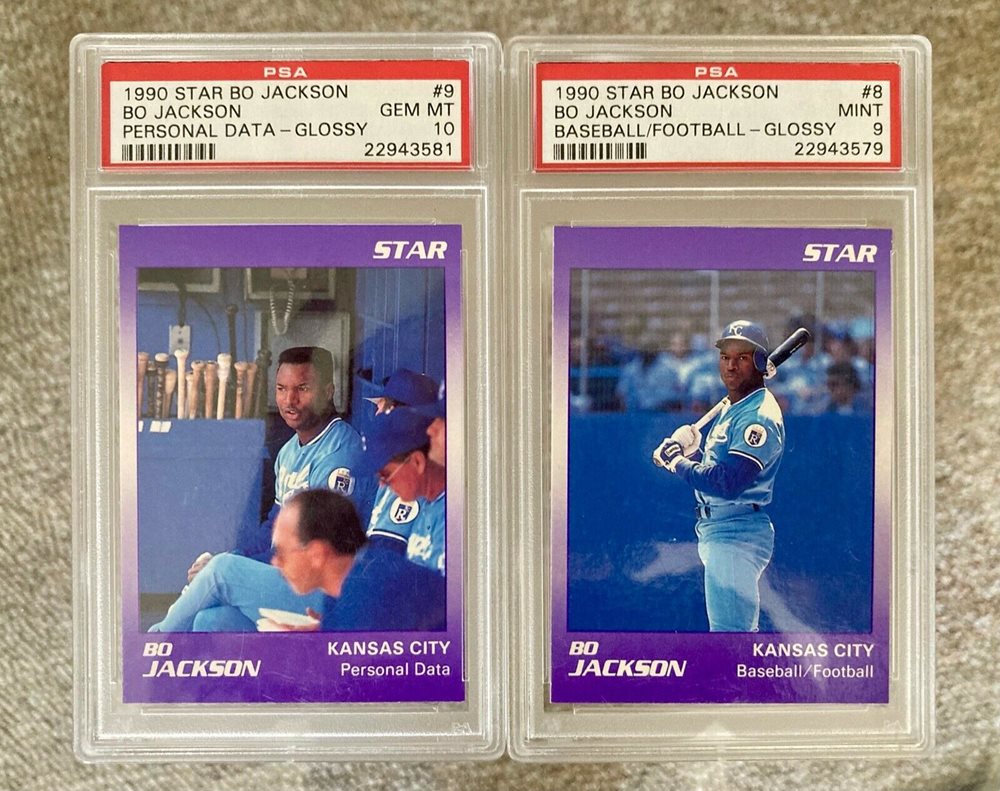 PSA
1990 STAR BO JACKSON #9
BO JACKSON GEM MT
PERSONAL DATA – GLOSSY 10
22943581
STAR
BO
JACKSON
KANSAS CITY
Personal Data
PSA
1990 STAR BO JACKSON #8
BO JACKSON MINT
BASEBALL/FOOTBALL – GLOSSY 9
22943579
STAR
KC
R
BO
JACKSON
KANSAS CITY
Baseball/Football